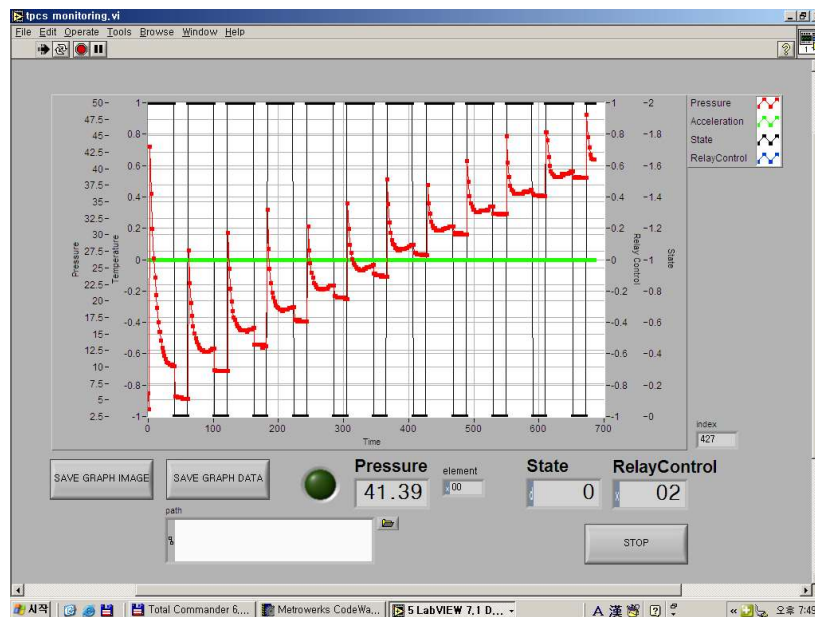 tpcs monitoring.vi
File Edit Operate Tools Browse Window Help
50- 1- -1 -2
47.5-
45- 0.8- -0.8 -1.8
42.5-
40- 0.6- -0.6 -1.6
37.5-
35- 0.4- -0.4 -1.4
32.5-
30- 0.2- -0.2 -1.2
27.5-
25- 0- -0 -1
22.5-
20- -0.2- -0.2 -0.8
17.5-
15- -0.4- -0.4 -0.6
12.5-
10- -0.6- -0.6 -0.4
7.5-
5- -0.8- -0.8 -0.2
2.5- -1- -1 -0
Pressure
Temperature
Relay Control
State
0 100 200 300 400 500 600 700
Time
Pressure
Acceleration
State
RelayControl
index
427
SAVE GRAPH IMAGE
SAVE GRAPH DATA
Pressure
41.39
element
x 00
State
d 0
RelayControl
x 02
path
STOP
시작
Total Commander 6....
Metrowerks CodeWa...
5 LabVIEW 7.1 D...
A 漢
오후 7:49